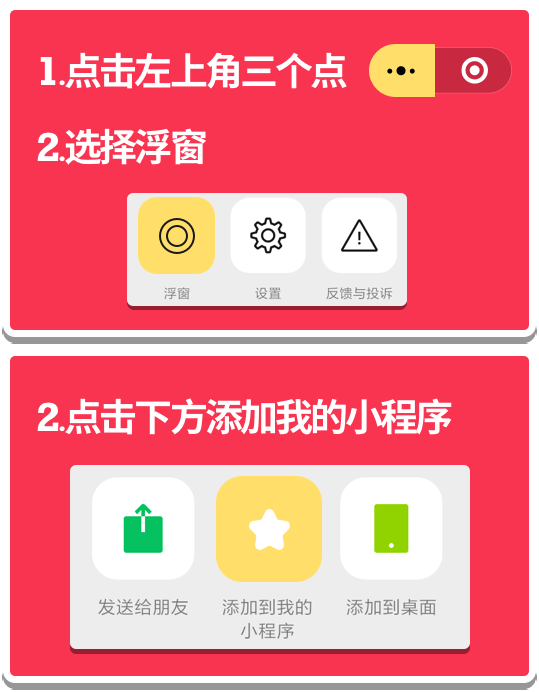 1.点击左上角三个点
2.选择浮窗
浮窗
设置
反馈与投诉
2.点击下方添加我的小程序
发送给朋友
添加到我的
小程序
添加到桌面